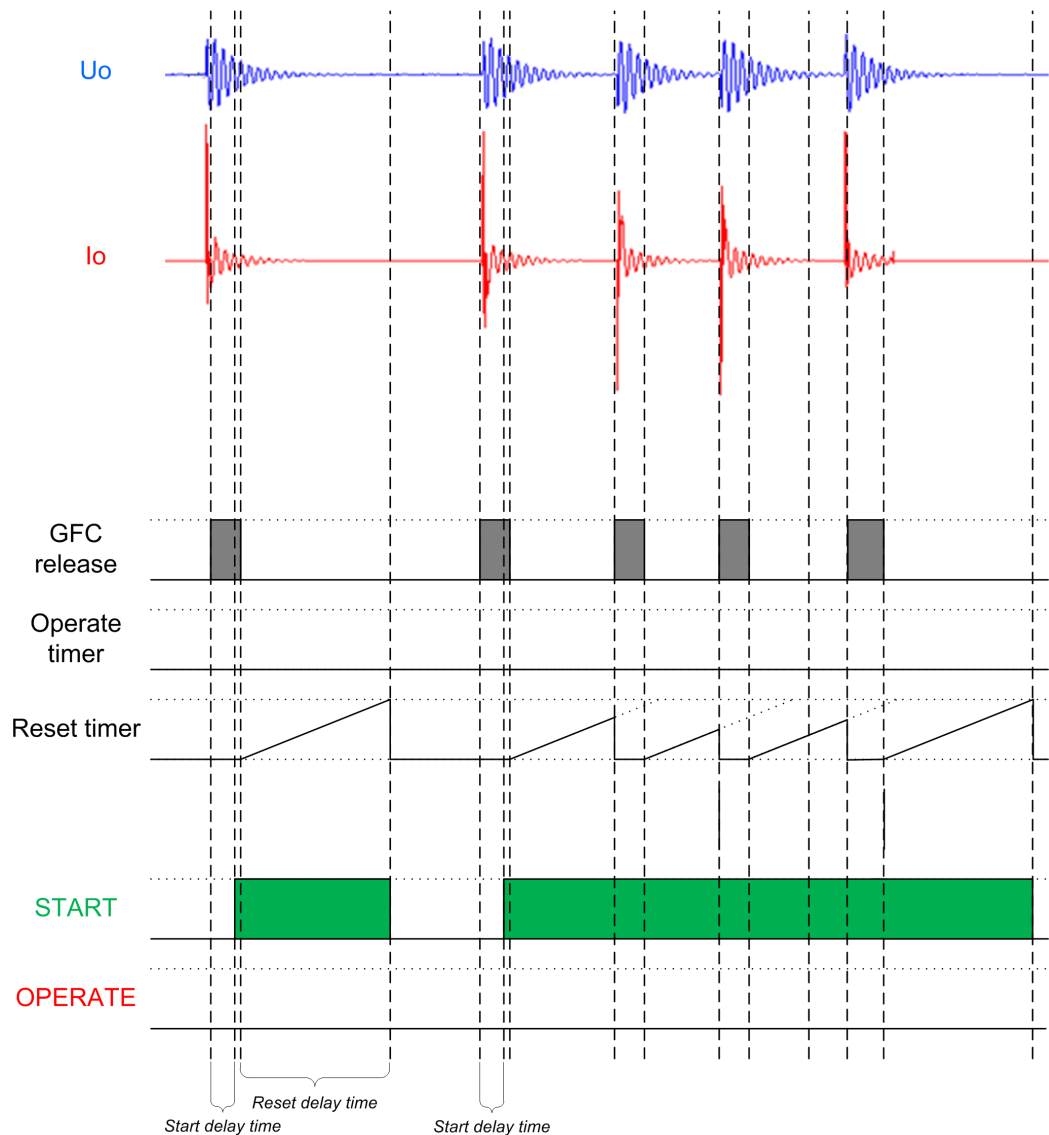 Uo
Io
GFC
release
Operate
timer
Reset timer
START
OPERATE
Reset delay time
Start delay time
Start delay time